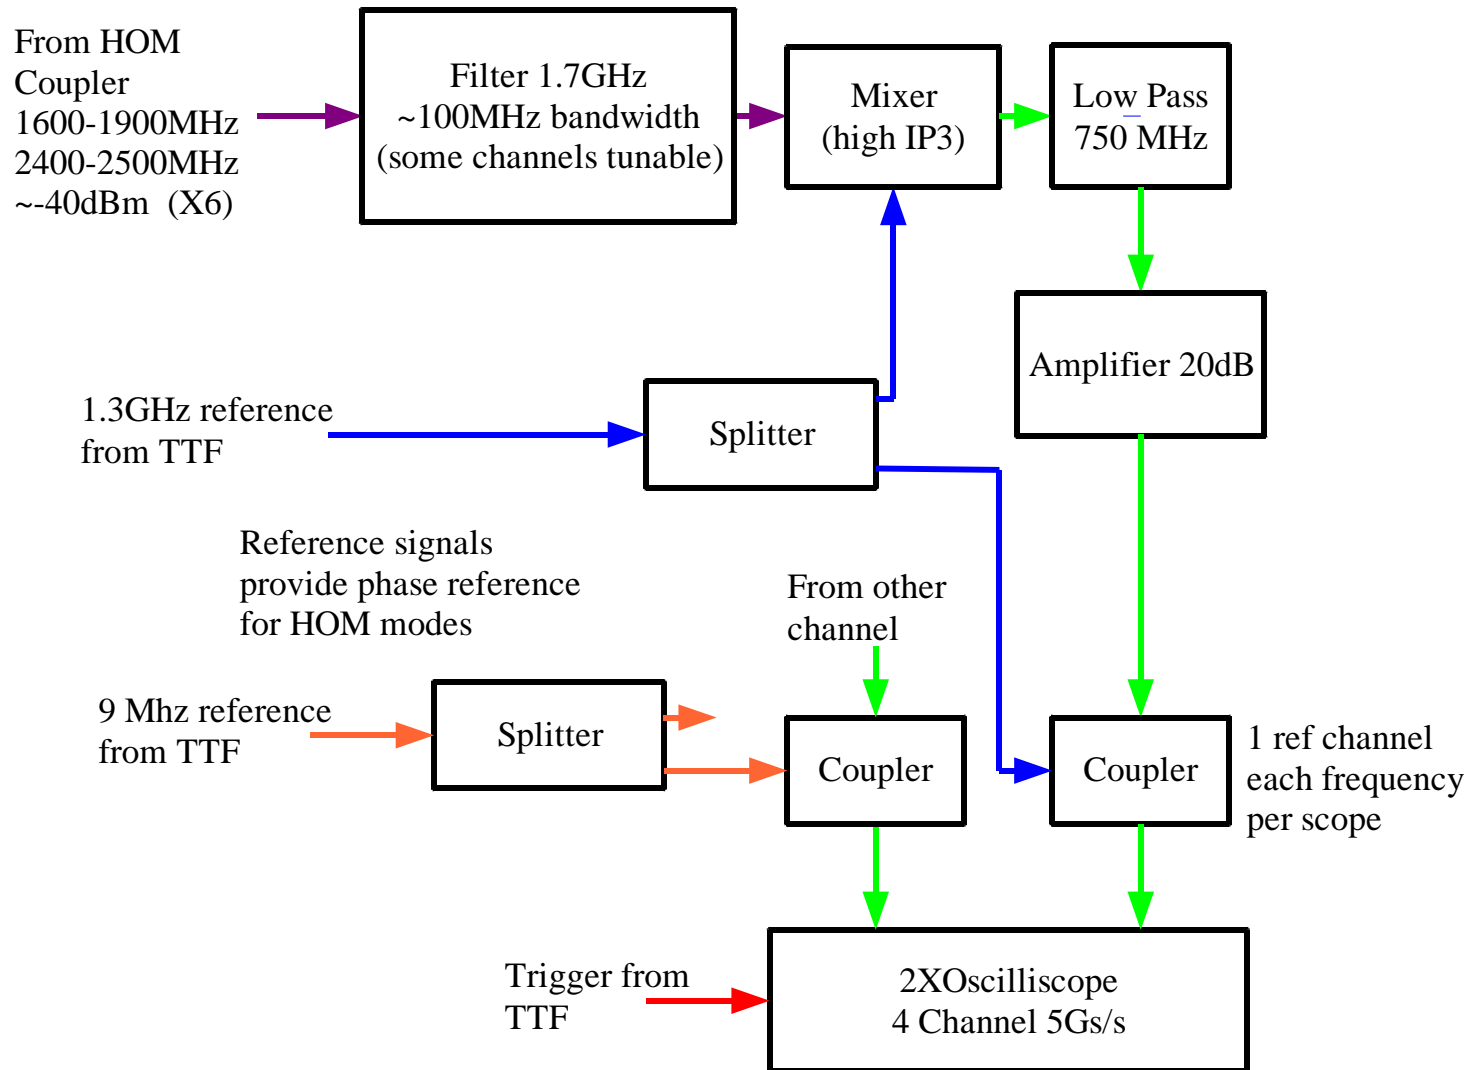 From HOM
Coupler
1600-1900MHz
2400-2500MHz
~-40dBm (X6)
Filter 1.7GHz
~100MHz bandwidth
(some channels tunable)
Mixer
(high IP3)
Low Pass
750 MHz
Amplifier 20dB
1.3GHz reference
from TTF
Splitter
Reference signals
provide phase reference
for HOM modes
From other
channel
9 Mhz reference
from TTF
Splitter
Coupler
Coupler
1 ref channel
each frequency
per scope
Trigger from
TTF
2XOscilliscope
4 Channel 5Gs/s